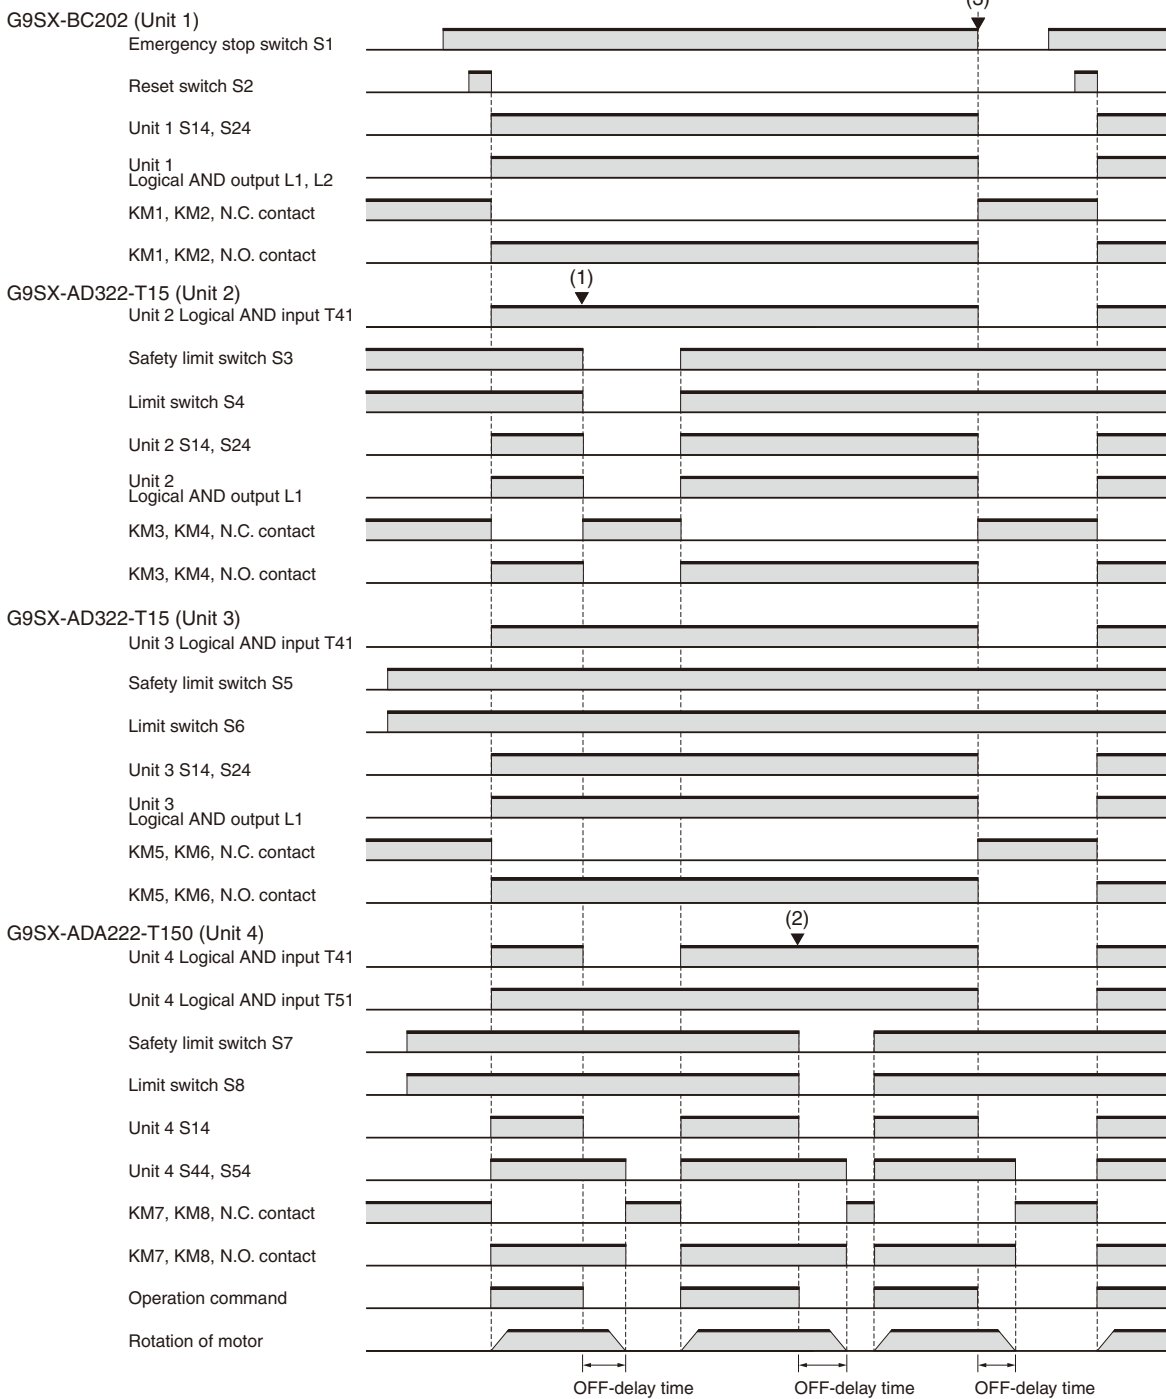 (3)
G9SX-BC202 (Unit 1)
Emergency stop switch S1
Reset switch S2
Unit 1 S14, S24
Unit 1
Logical AND output L1, L2
KM1, KM2, N.C. contact
KM1, KM2, N.O. contact
(1)
G9SX-AD322-T15 (Unit 2)
Unit 2 Logical AND input T41
Safety limit switch S3
Limit switch S4
Unit 2 S14, S24
Unit 2
Logical AND output L1
KM3, KM4, N.C. contact
KM3, KM4, N.O. contact
G9SX-AD322-T15 (Unit 3)
Unit 3 Logical AND input T41
Safety limit switch S5
Limit switch S6
Unit 3 S14, S24
Unit 3
Logical AND output L1
KM5, KM6, N.C. contact
KM5, KM6, N.O. contact
(2)
G9SX-ADA222-T150 (Unit 4)
Unit 4 Logical AND input T41
Unit 4 Logical AND input T51
Safety limit switch S7
Limit switch S8
Unit 4 S14
Unit 4 S44, S54
KM7, KM8, N.C. contact
KM7, KM8, N.O. contact
Operation command
Rotation of motor
OFF-delay time OFF-delay time OFF-delay time